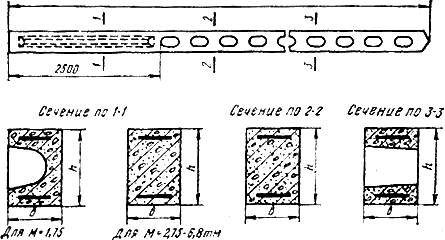 1 2 3
1 2 3
2500
Сечение по 1-1 Сечение по 2-2 Сечение по 3-3
h h h h
в в в в
Для М=1,75 Для М=2,75-6,8тм